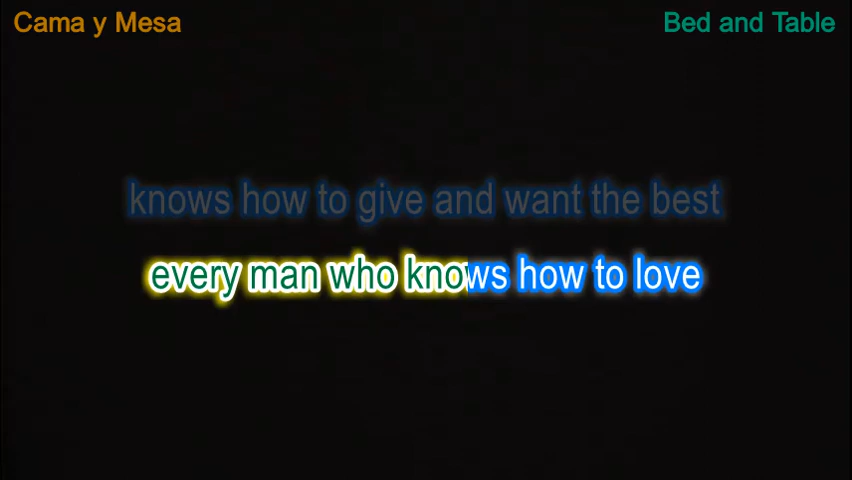 Cama y Mesa
Bed and Table
knows how to give and want the best
every man who knows how to love